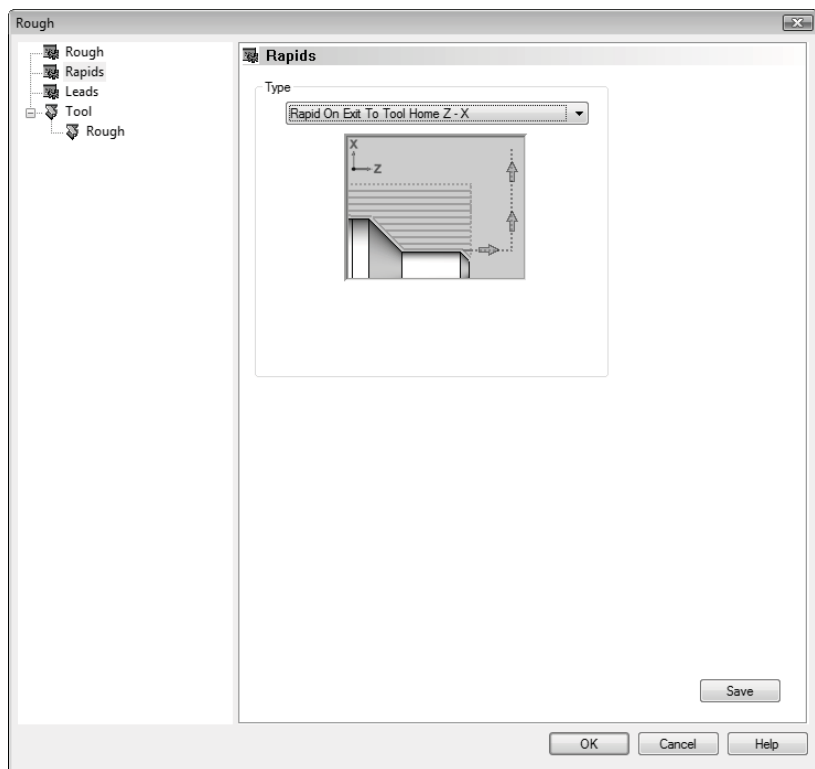 Rough
Rough
Rapids
Leads
Tool
Rough
Rapids
Type
Rapid On Exit To Tool Home Z - X
X
Z
Save
OK
Cancel
Help